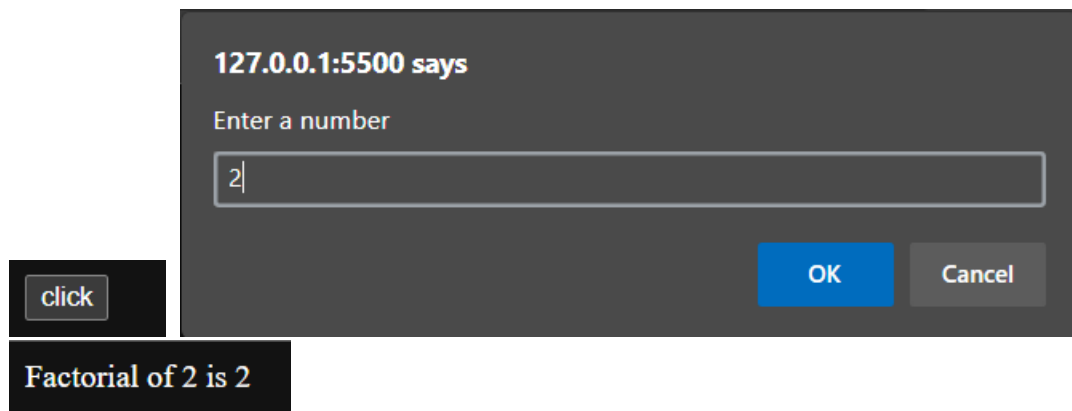 127.0.0.1:5500 says
Enter a number
2
OK Cancel
click
Factorial of 2 is 2